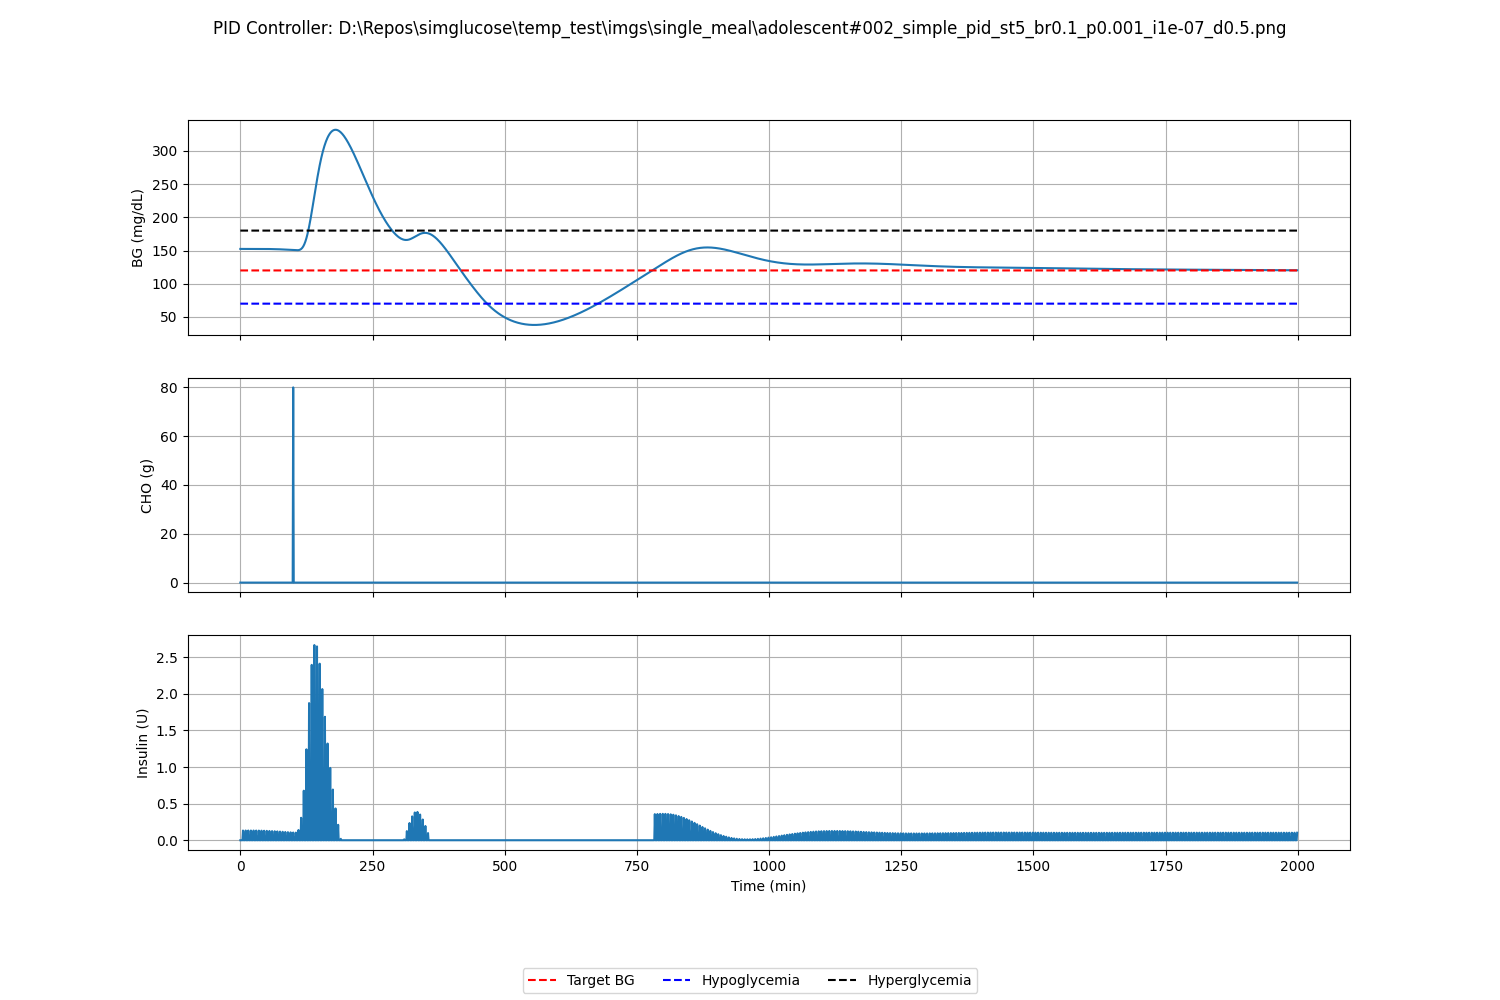 PID Controller: D:\Repos\simglucose\temp_test\imgs\single_meal\adolescent#002_simple_pid_st5_br0.1_p0.001_i1e-07_d0.5.png
300
250
200
150
100
50
BG (mg/dL)
80
60
40
20
0
CHO (g)
2.5
2.0
1.5
1.0
0.5
0.0
Insulin (U)
0 250 500 750 1000 1250 1500 1750 2000
Time (min)
Target BG Hypoglycemia Hyperglycemia